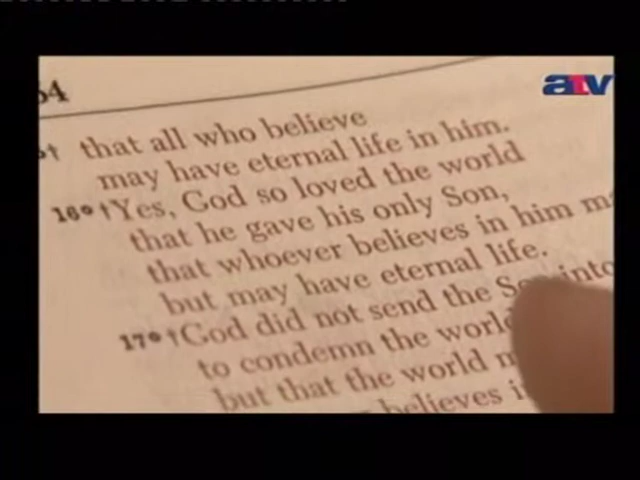 54
that all who believe
may have eternal life in him.
16 † Yes, God so loved the world
that he gave his only Son,
that whoever believes in him
but may have eternal life.
17 † God did not send the into
to condemn the world
but that the world
believes
atv